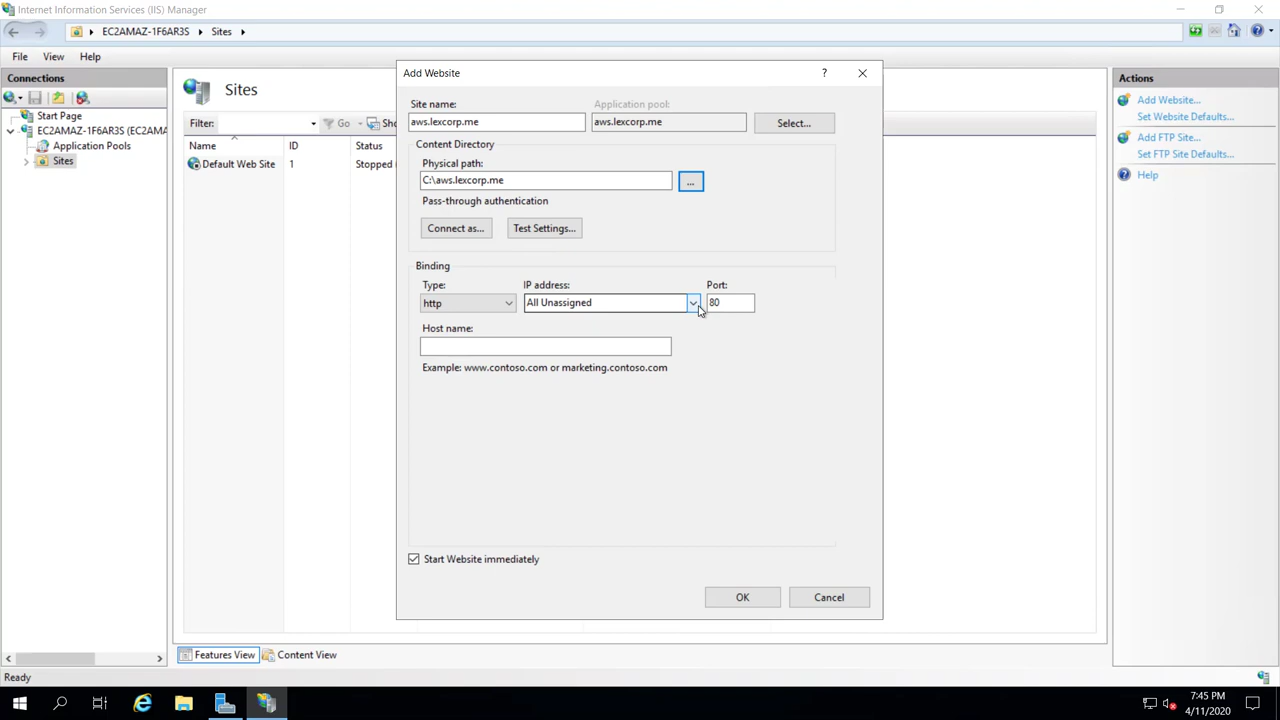 Internet Information Services (IIS) Manager
EC2AMAZ-1F6AR3S
Sites
File View Help
Connections
Start Page
EC2AMAZ-1F6AR3S (EC2AMA
Application Pools
Sites
Sites
Filter:
Go
Sho
Name
ID
Status
Default Web Site
1
Stopped
Features View
Content View
Ready
Add Website
?
Site name:
Application pool:
aws.lexcorp.me
aws.lexcorp.me
Select...
Content Directory
Physical path:
C:\aws.lexcorp.me
...
Pass-through authentication
Connect as...
Test Settings...
Binding
Type:
IP address:
Port:
http
All Unassigned
80
Host name:
Example: www.contoso.com or marketing.contoso.com
Start Website immediately
OK
Cancel
Actions
Add Website...
Set Website Defaults...
Add FTP Site...
Set FTP Site Defaults...
Help
7:45 PM
4/11/2020